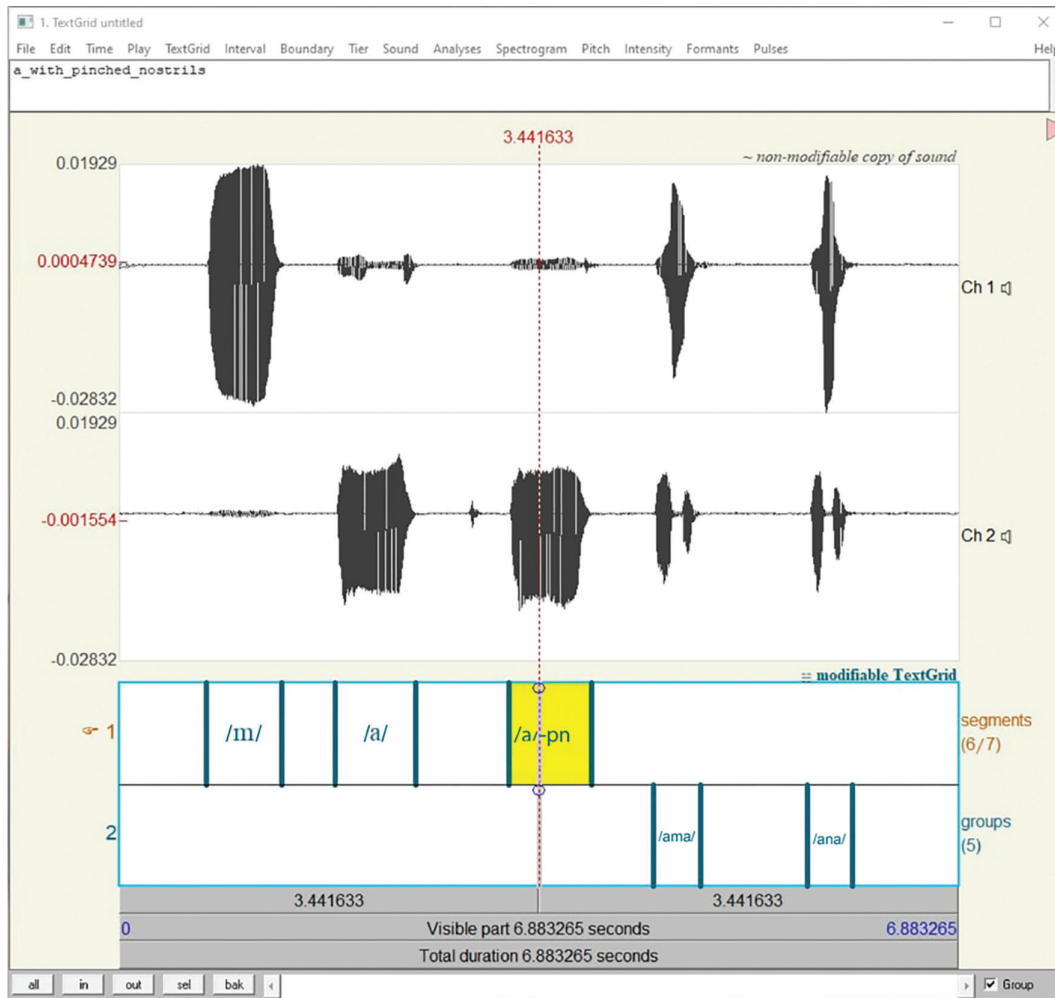 1. TextGrid untitled
File Edit Time Play TextGrid Interval Boundary Tier Sound Analyses Spectrogram Pitch Intensity Formants Pulses Help
a_with_pinched_nostrils
3.441633
~ non-modifiable copy of sound
0.01929
0.0004739
Ch 1
-0.02832
0.01929
-0.001554
Ch 2
-0.02832
modifiable TextGrid
1 /m/ /a/ /a/-pn segments
(6/7)
2 /ama/ /ana/ groups
(5)
3.441633 3.441633
0 Visible part 6.883265 seconds 6.883265
Total duration 6.883265 seconds
all in out sel bak Group